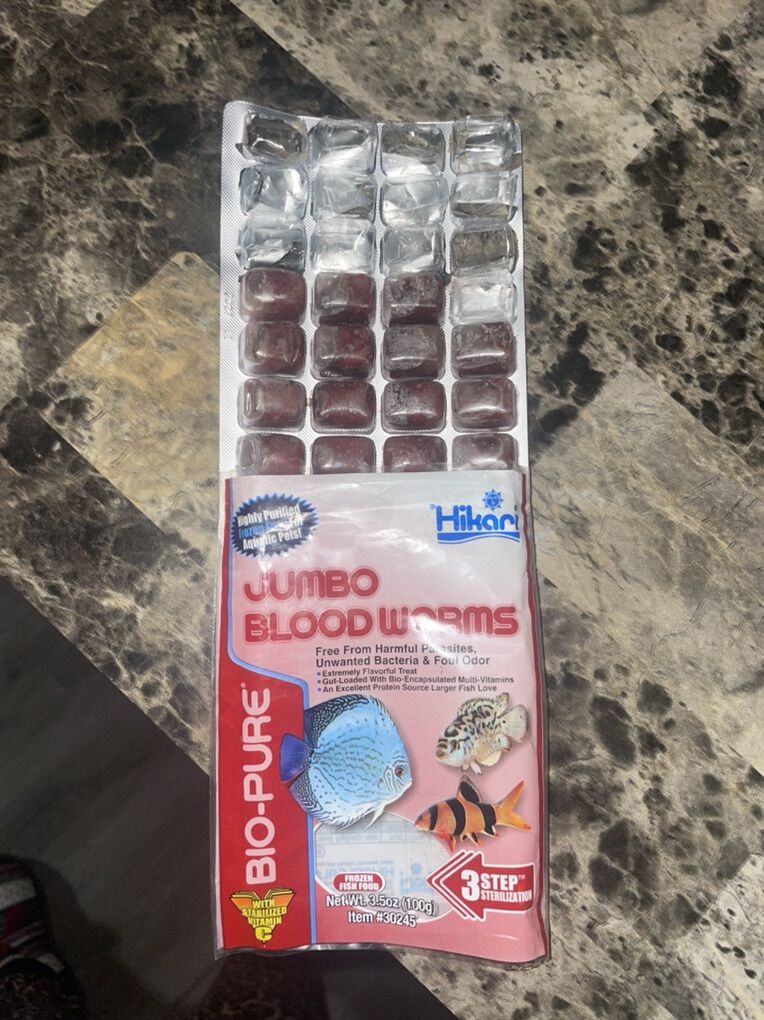 Highly Purified
Aquatic Pets!
Hikari
JUMBO
BLOOD WORMS
Free From Harmful Parasites,
Unwanted Bacteria & Foul Odor
• Extremely Flavorful Treat
• Gut-Loaded With Bio-Encapsulated Multi-Vitamins
• An Excellent Protein Source Larger Fish Love
BIO-PURE®
WITH
STABILIZED
VITAMIN
C
FROZEN
FISH FOOD
Net Wt. 3.5oz (100g)
Item #30245
3 STEP™
STERILIZATION